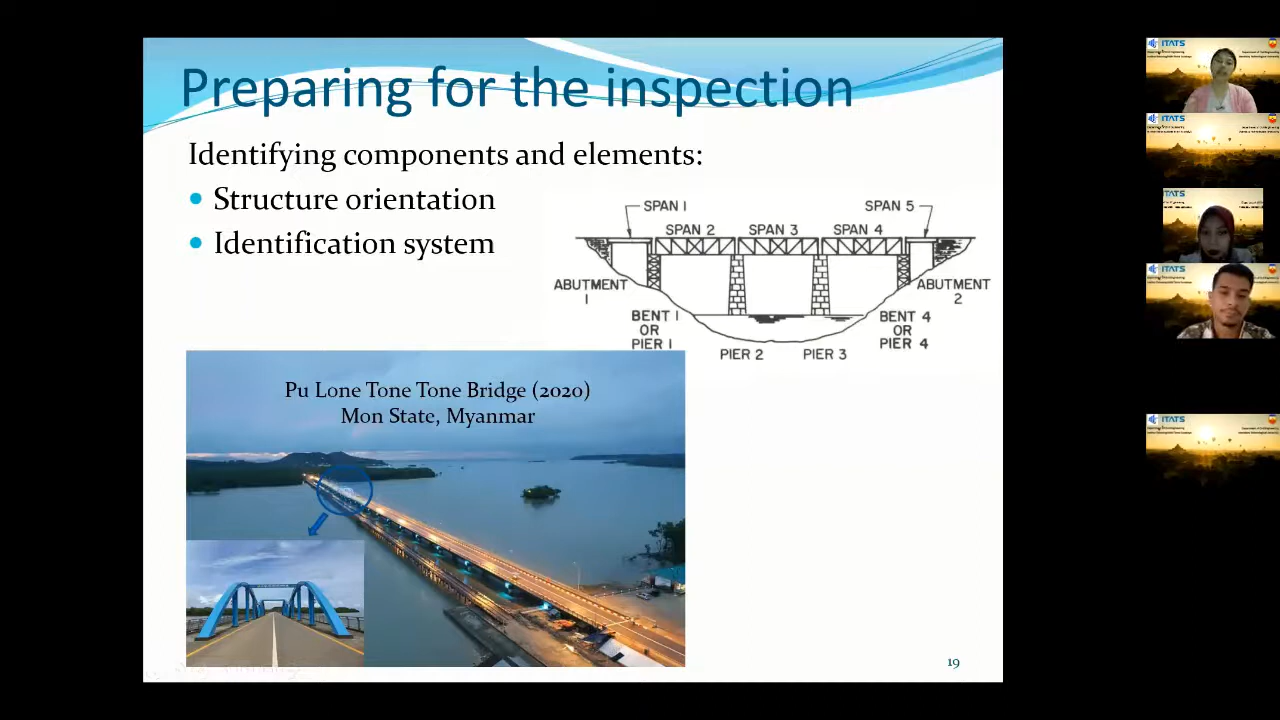 Preparing for the inspection
Identifying components and elements:
Structure orientation
Identification system
SPAN 1
SPAN 5
SPAN 2
SPAN 3
SPAN 4
ABUTMENT
1
ABUTMENT
2
BENT 1
OR
PIER 1
BENT 4
OR
PIER 4
PIER 2
PIER 3
Pu Lone Tone Tone Bridge (2020)
Mon State, Myanmar
19
ITATS
ITATS
ITATS
ITATS
ITATS